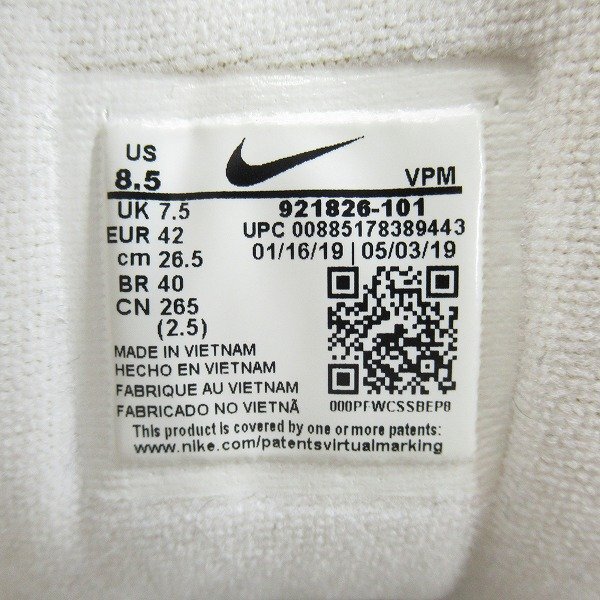 US
8.5
VPM
UK 7.5
921826-101
EUR 42
UPC 00885178389443
cm 26.5
01/16/19 | 05/03/19
BR 40
CN 265
(2.5)
MADE IN VIETNAM
HECHO EN VIETNAM
FABRIQUE AU VIETNAM
FABRICADO NO VIETNÃ
000PFWCSSBEP8
This product is covered by one or more patents:
www.nike.com/patentsvirtualmarking